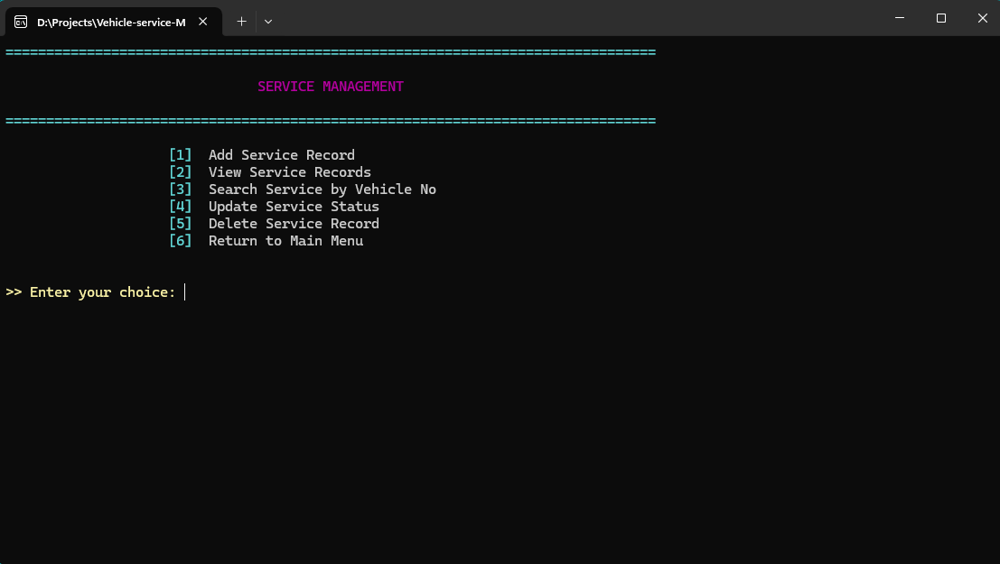 D:\Projects\Vehicle-service-M
================================================================================
SERVICE MANAGEMENT
================================================================================
[1]  Add Service Record
[2]  View Service Records
[3]  Search Service by Vehicle No
[4]  Update Service Status
[5]  Delete Service Record
[6]  Return to Main Menu
>> Enter your choice: